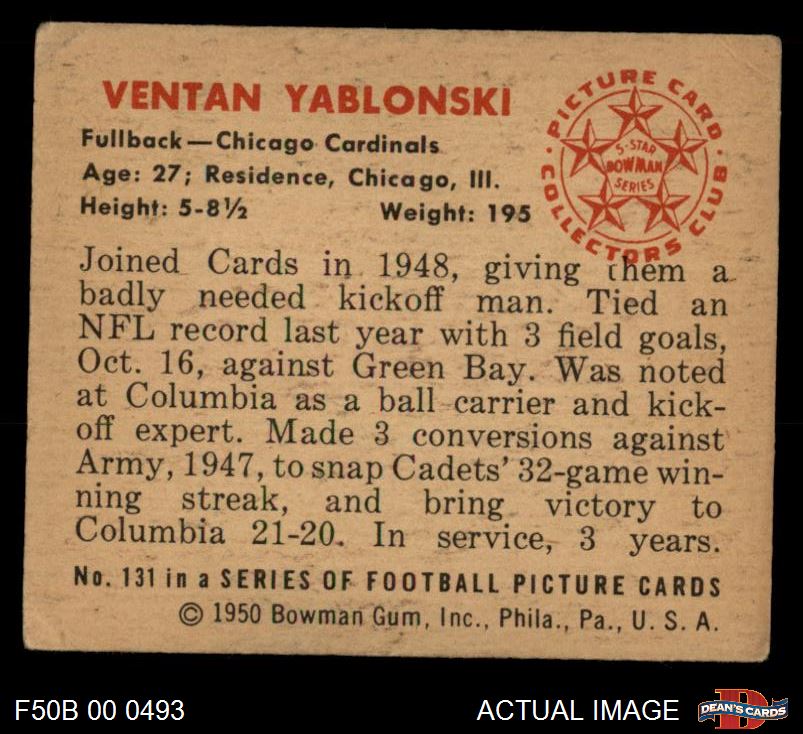 VENTAN YABLONSKI
Fullback—Chicago Cardinals
Age: 27; Residence, Chicago, Ill.
Height: 5-8½ Weight: 195
PICTURE CARD
COLLECTORS CLUB
5-STAR
BOWMAN
SERIES
Joined Cards in 1948, giving them a
badly needed kickoff man. Tied an
NFL record last year with 3 field goals,
Oct. 16, against Green Bay. Was noted
at Columbia as a ball carrier and kick-
off expert. Made 3 conversions against
Army, 1947, to snap Cadets' 32-game win-
ning streak, and bring victory to
Columbia 21-20. In service, 3 years.
No. 131 in a SERIES OF FOOTBALL PICTURE CARDS
© 1950 Bowman Gum, Inc., Phila., Pa., U. S. A.
F50B 00 0493
ACTUAL IMAGE
D
DEAN'S CARDS